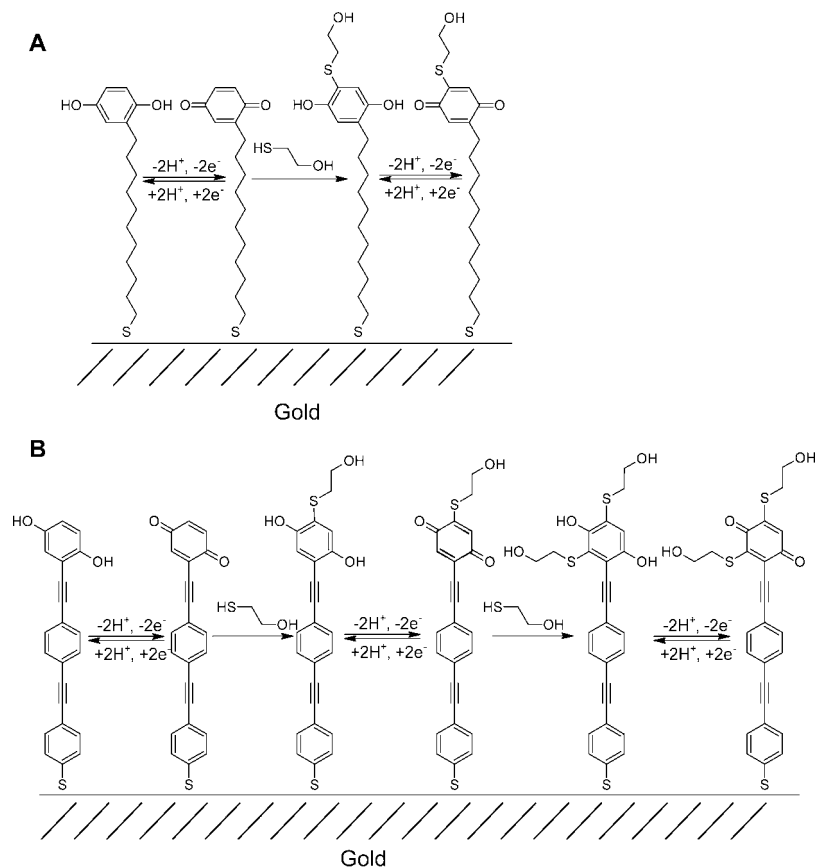 A
OH
OH
S
S
HO
OH
O
O
HO
OH
O
O
HS
OH
-2H⁺, -2e⁻
+2H⁺, +2e⁻
-2H⁺, -2e⁻
+2H⁺, +2e⁻
S
S
S
S
Gold
B
OH
OH
OH
OH
S
S
S
S
HO
OH
O
O
HO
OH
O
O
HO
OH
O
O
HO
S
HO
S
HS
OH
HS
OH
-2H⁺, -2e⁻
+2H⁺, +2e⁻
-2H⁺, -2e⁻
+2H⁺, +2e⁻
-2H⁺, -2e⁻
+2H⁺, +2e⁻
S
S
S
S
S
S
Gold